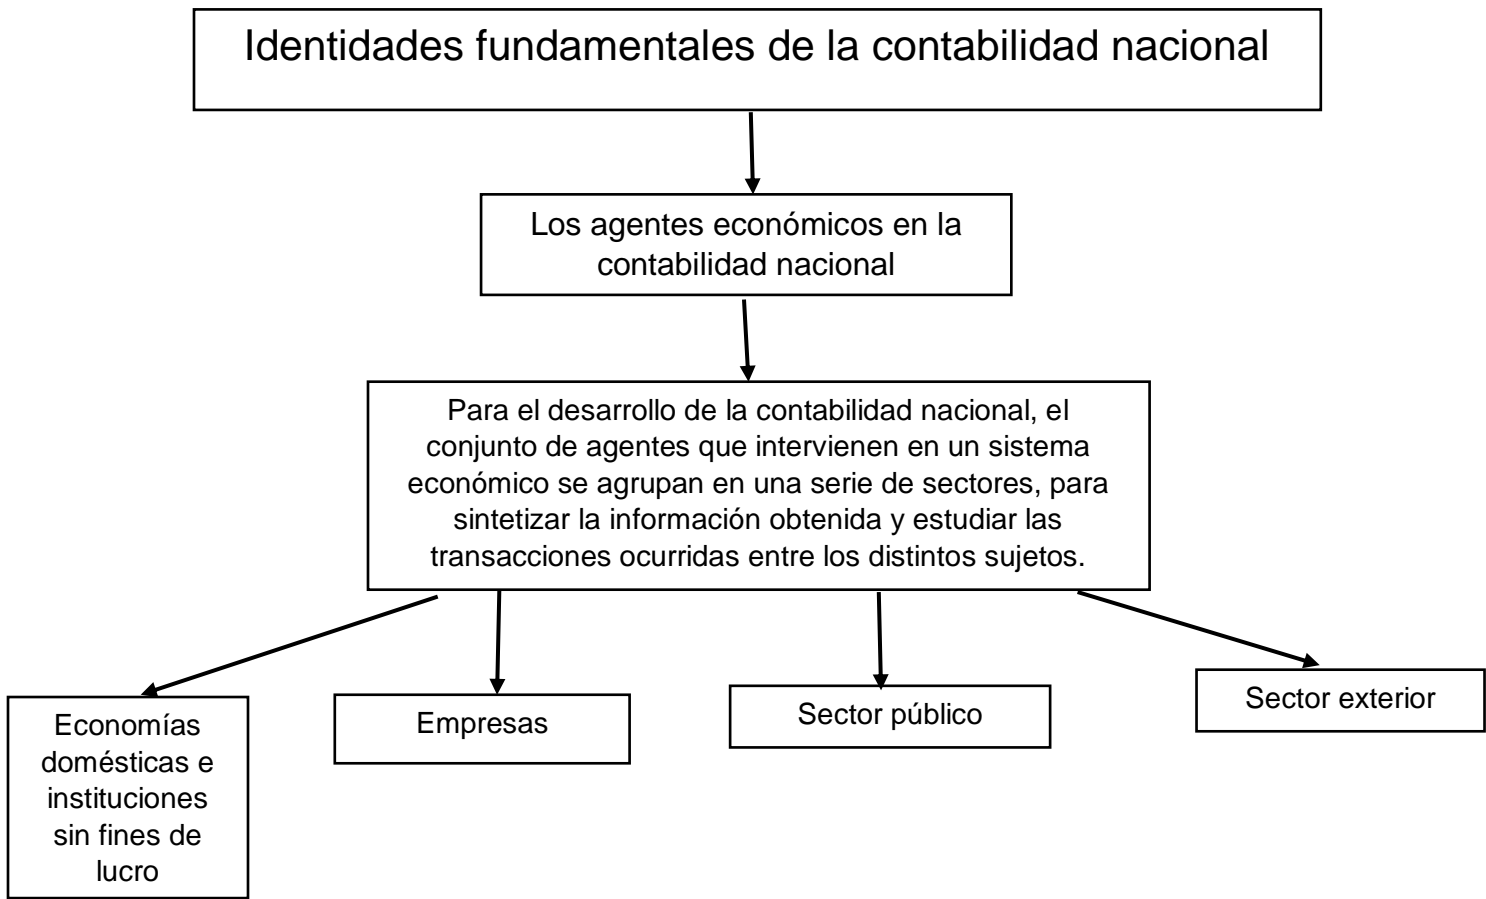 Identidades fundamentales de la contabilidad nacional
Los agentes económicos en la
contabilidad nacional
Para el desarrollo de la contabilidad nacional, el
conjunto de agentes que intervienen en un sistema
económico se agrupan en una serie de sectores, para
sintetizar la información obtenida y estudiar las
transacciones ocurridas entre los distintos sujetos.
Economías
domésticas e
instituciones
sin fines de
lucro
Empresas
Sector público
Sector exterior